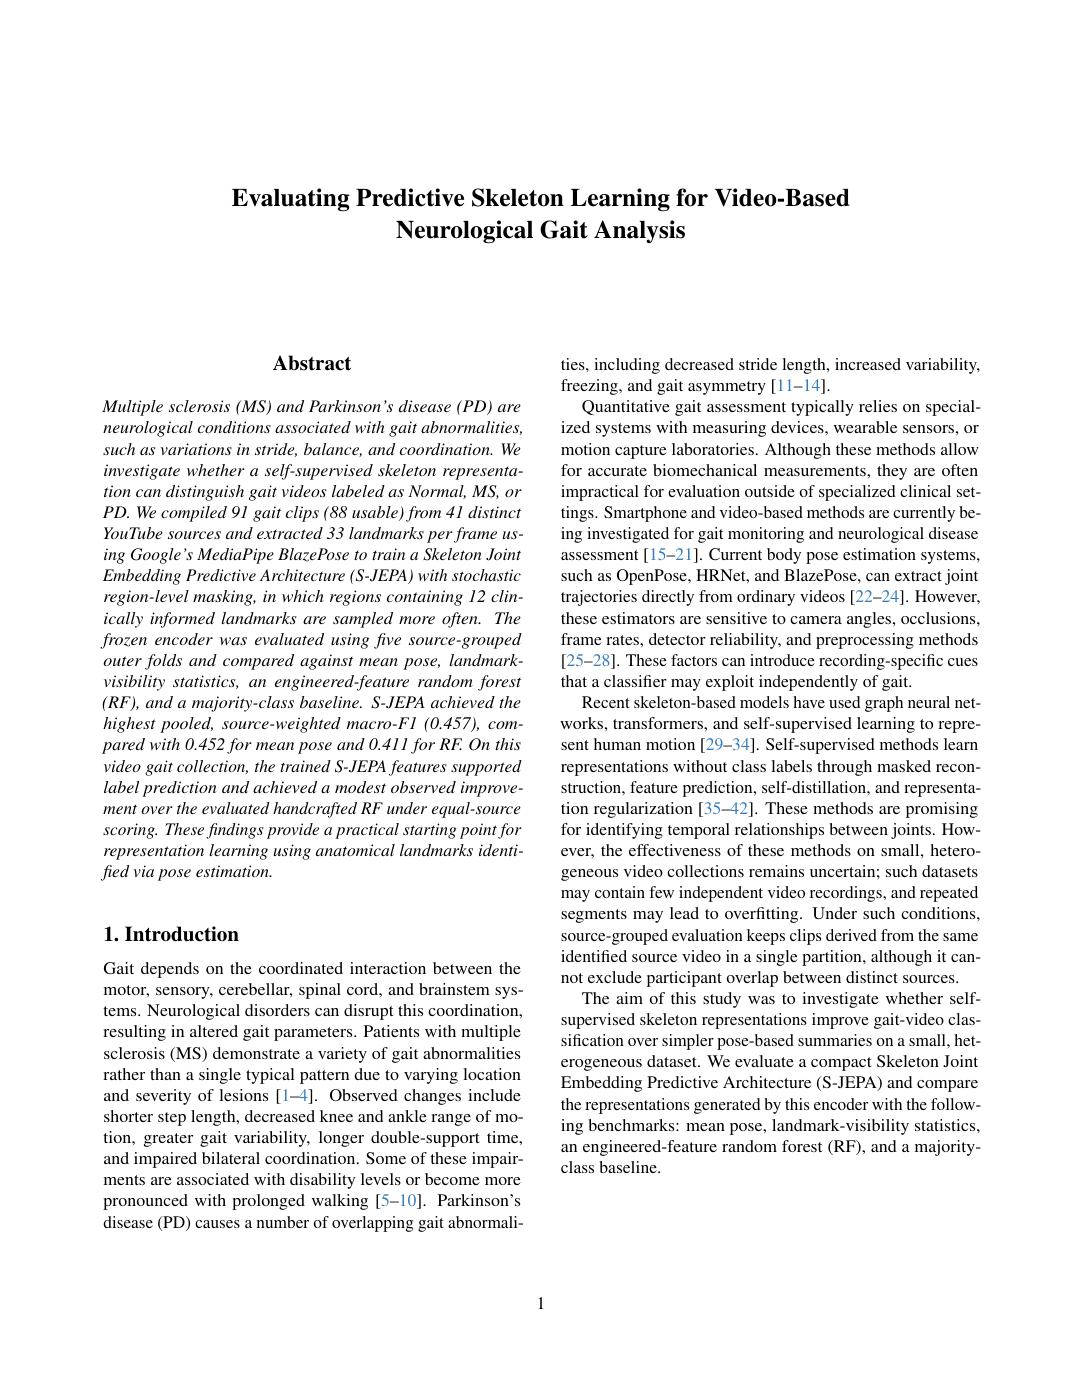 Evaluating Predictive Skeleton Learning for Video-Based
Neurological Gait Analysis
Abstract
Multiple sclerosis (MS) and Parkinson's disease (PD) are
neurological conditions associated with gait abnormalities,
such as variations in stride, balance, and coordination. We
investigate whether a self-supervised skeleton representa-
tion can distinguish gait videos labeled as Normal, MS, or
PD. We compiled 91 gait clips (88 usable) from 41 distinct
YouTube sources and extracted 33 landmarks per frame us-
ing Google's MediaPipe BlazePose to train a Skeleton Joint
Embedding Predictive Architecture (S-JEPA) with stochastic
region-level masking, in which regions containing 12 clin-
ically informed landmarks are sampled more often. The
frozen encoder was evaluated using five source-grouped
outer folds and compared against mean pose, landmark-
visibility statistics, an engineered-feature random forest
(RF), and a majority-class baseline. S-JEPA achieved the
highest pooled, source-weighted macro-F1 (0.457), com-
pared with 0.452 for mean pose and 0.411 for RF. On this
video gait collection, the trained S-JEPA features supported
label prediction and achieved a modest observed improve-
ment over the evaluated handcrafted RF under equal-source
scoring. These findings provide a practical starting point for
representation learning using anatomical landmarks identi-
fied via pose estimation.
1. Introduction
Gait depends on the coordinated interaction between the
motor, sensory, cerebellar, spinal cord, and brainstem sys-
tems. Neurological disorders can disrupt this coordination,
resulting in altered gait parameters. Patients with multiple
sclerosis (MS) demonstrate a variety of gait abnormalities
rather than a single typical pattern due to varying location
and severity of lesions [1–4]. Observed changes include
shorter step length, decreased knee and ankle range of mo-
tion, greater gait variability, longer double-support time,
and impaired bilateral coordination. Some of these impair-
ments are associated with disability levels or become more
pronounced with prolonged walking [5–10]. Parkinson's
disease (PD) causes a number of overlapping gait abnormali-
ties, including decreased stride length, increased variability,
freezing, and gait asymmetry [11–14].
Quantitative gait assessment typically relies on special-
ized systems with measuring devices, wearable sensors, or
motion capture laboratories. Although these methods allow
for accurate biomechanical measurements, they are often
impractical for evaluation outside of specialized clinical set-
tings. Smartphone and video-based methods are currently be-
ing investigated for gait monitoring and neurological disease
assessment [15–21]. Current body pose estimation systems,
such as OpenPose, HRNet, and BlazePose, can extract joint
trajectories directly from ordinary videos [22–24]. However,
these estimators are sensitive to camera angles, occlusions,
frame rates, detector reliability, and preprocessing methods
[25–28]. These factors can introduce recording-specific cues
that a classifier may exploit independently of gait.
Recent skeleton-based models have used graph neural net-
works, transformers, and self-supervised learning to repre-
sent human motion [29–34]. Self-supervised methods learn
representations without class labels through masked recon-
struction, feature prediction, self-distillation, and representa-
tion regularization [35–42]. These methods are promising
for identifying temporal relationships between joints. How-
ever, the effectiveness of these methods on small, hetero-
geneous video collections remains uncertain; such datasets
may contain few independent video recordings, and repeated
segments may lead to overfitting. Under such conditions,
source-grouped evaluation keeps clips derived from the same
identified source video in a single partition, although it can-
not exclude participant overlap between distinct sources.
The aim of this study was to investigate whether self-
supervised skeleton representations improve gait-video clas-
sification over simpler pose-based summaries on a small, het-
erogeneous dataset. We evaluate a compact Skeleton Joint
Embedding Predictive Architecture (S-JEPA) and compare
the representations generated by this encoder with the follow-
ing benchmarks: mean pose, landmark-visibility statistics,
an engineered-feature random forest (RF), and a majority-
class baseline.
1